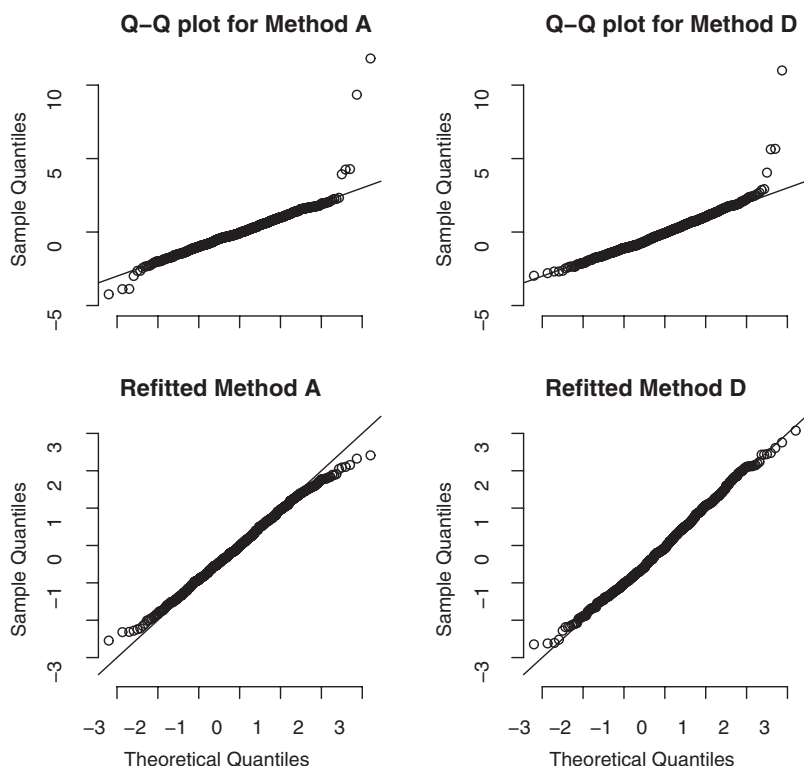 Q–Q plot for Method A
Q–Q plot for Method D
Sample Quantiles
10
5
0
−5
Sample Quantiles
10
5
0
−5
Refitted Method A
Refitted Method D
Sample Quantiles
3
2
1
0
−1
−3
Sample Quantiles
3
2
1
0
−1
−3
−3 −2 −1 0 1 2 3
−3 −2 −1 0 1 2 3
Theoretical Quantiles
Theoretical Quantiles